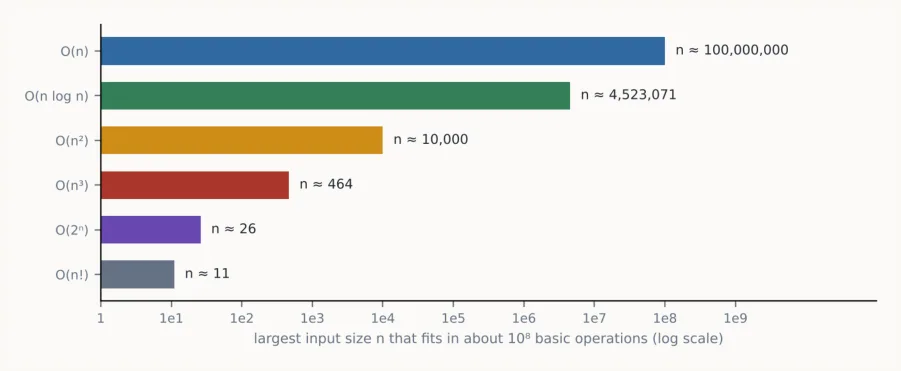 O(n) n ≈ 100,000,000
O(n log n) n ≈ 4,523,071
O(n²) n ≈ 10,000
O(n³) n ≈ 464
O(2ⁿ) n ≈ 26
O(n!) n ≈ 11
1 1e1 1e2 1e3 1e4 1e5 1e6 1e7 1e8 1e9
largest input size n that fits in about 10⁸ basic operations (log scale)